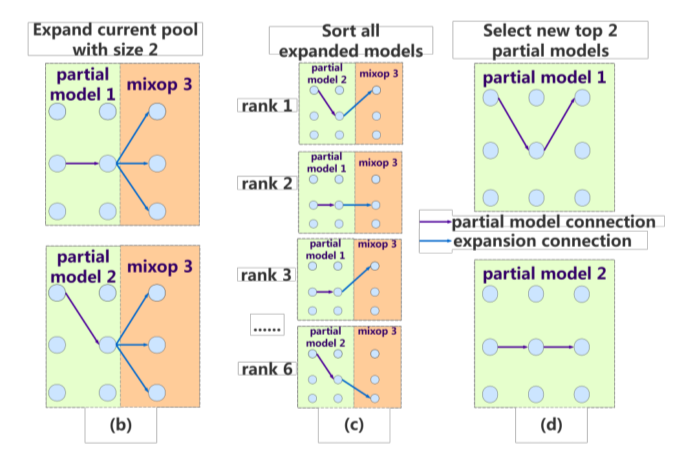 Expand current pool
with size 2
partial
model 1
mixop 3
partial
model 2
mixop 3
(b)
Sort all
expanded models
rank 1
partial
model 2
mixop 3
rank 2
partial
model 1
mixop 3
rank 3
partial
model 1
mixop 3
......
rank 6
partial
model 2
mixop 3
(c)
Select new top 2
partial models
partial model 1
partial model connection
expansion connection
partial model 2
(d)